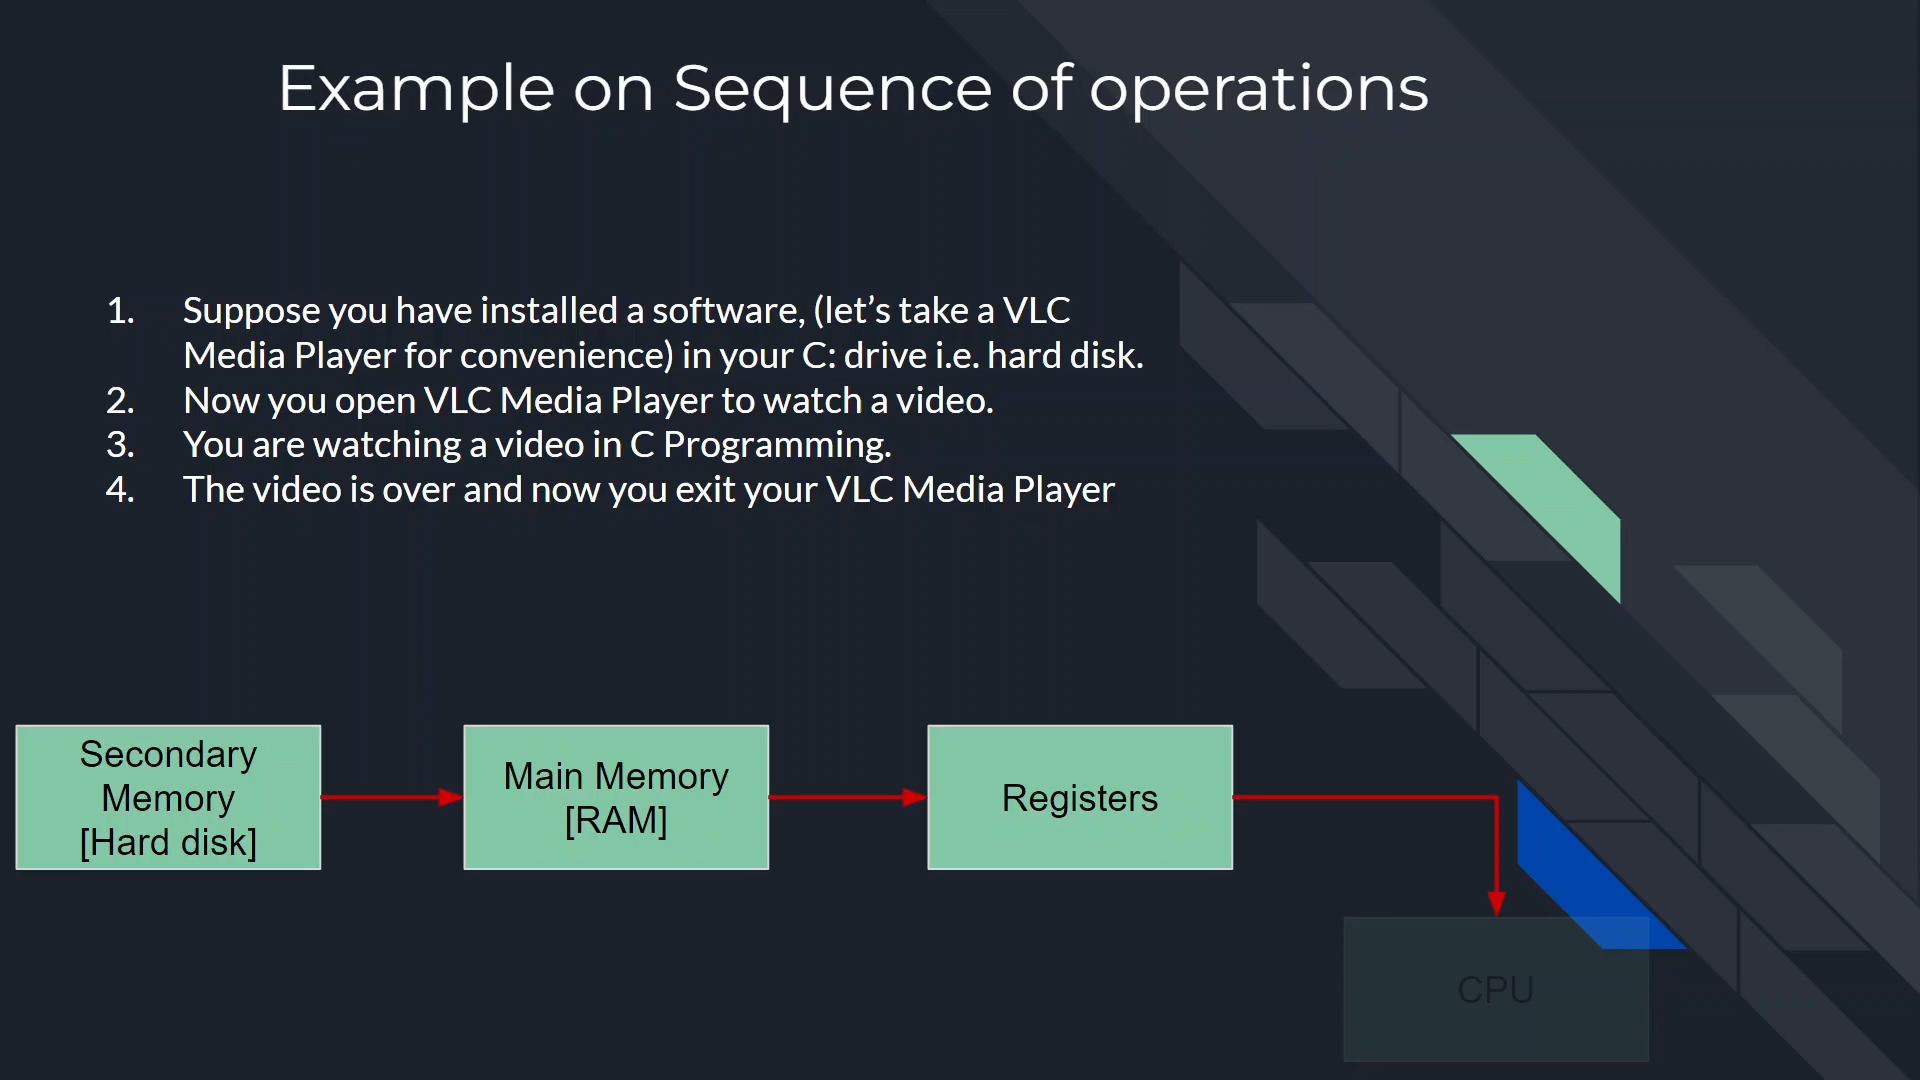 Example on Sequence of operations
1. Suppose you have installed a software, (let’s take a VLC
Media Player for convenience) in your C: drive i.e. hard disk.
2. Now you open VLC Media Player to watch a video.
3. You are watching a video in C Programming.
4. The video is over and now you exit your VLC Media Player
Secondary
Memory
[Hard disk]
Main Memory
[RAM]
Registers
CPU